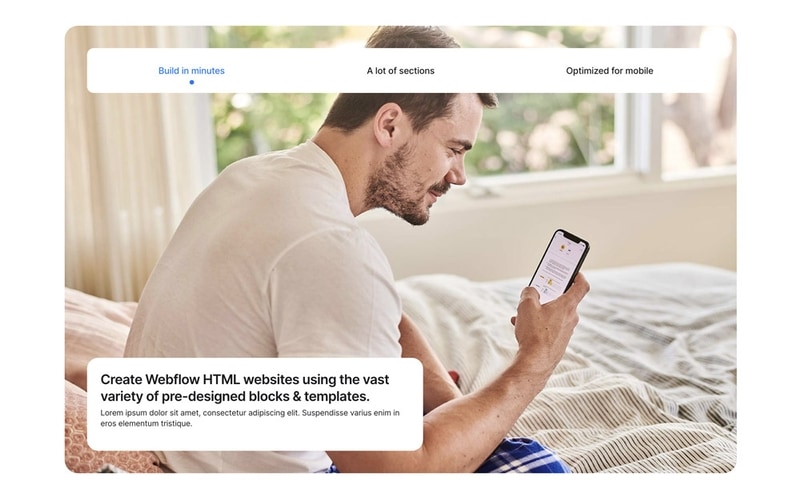 Build in minutes
A lot of sections
Optimized for mobile
Create Webflow HTML websites using the vast
variety of pre-designed blocks & templates.
Lorem ipsum dolor sit amet, consectetur adipiscing elit. Suspendisse varius enim in
eros elementum tristique.